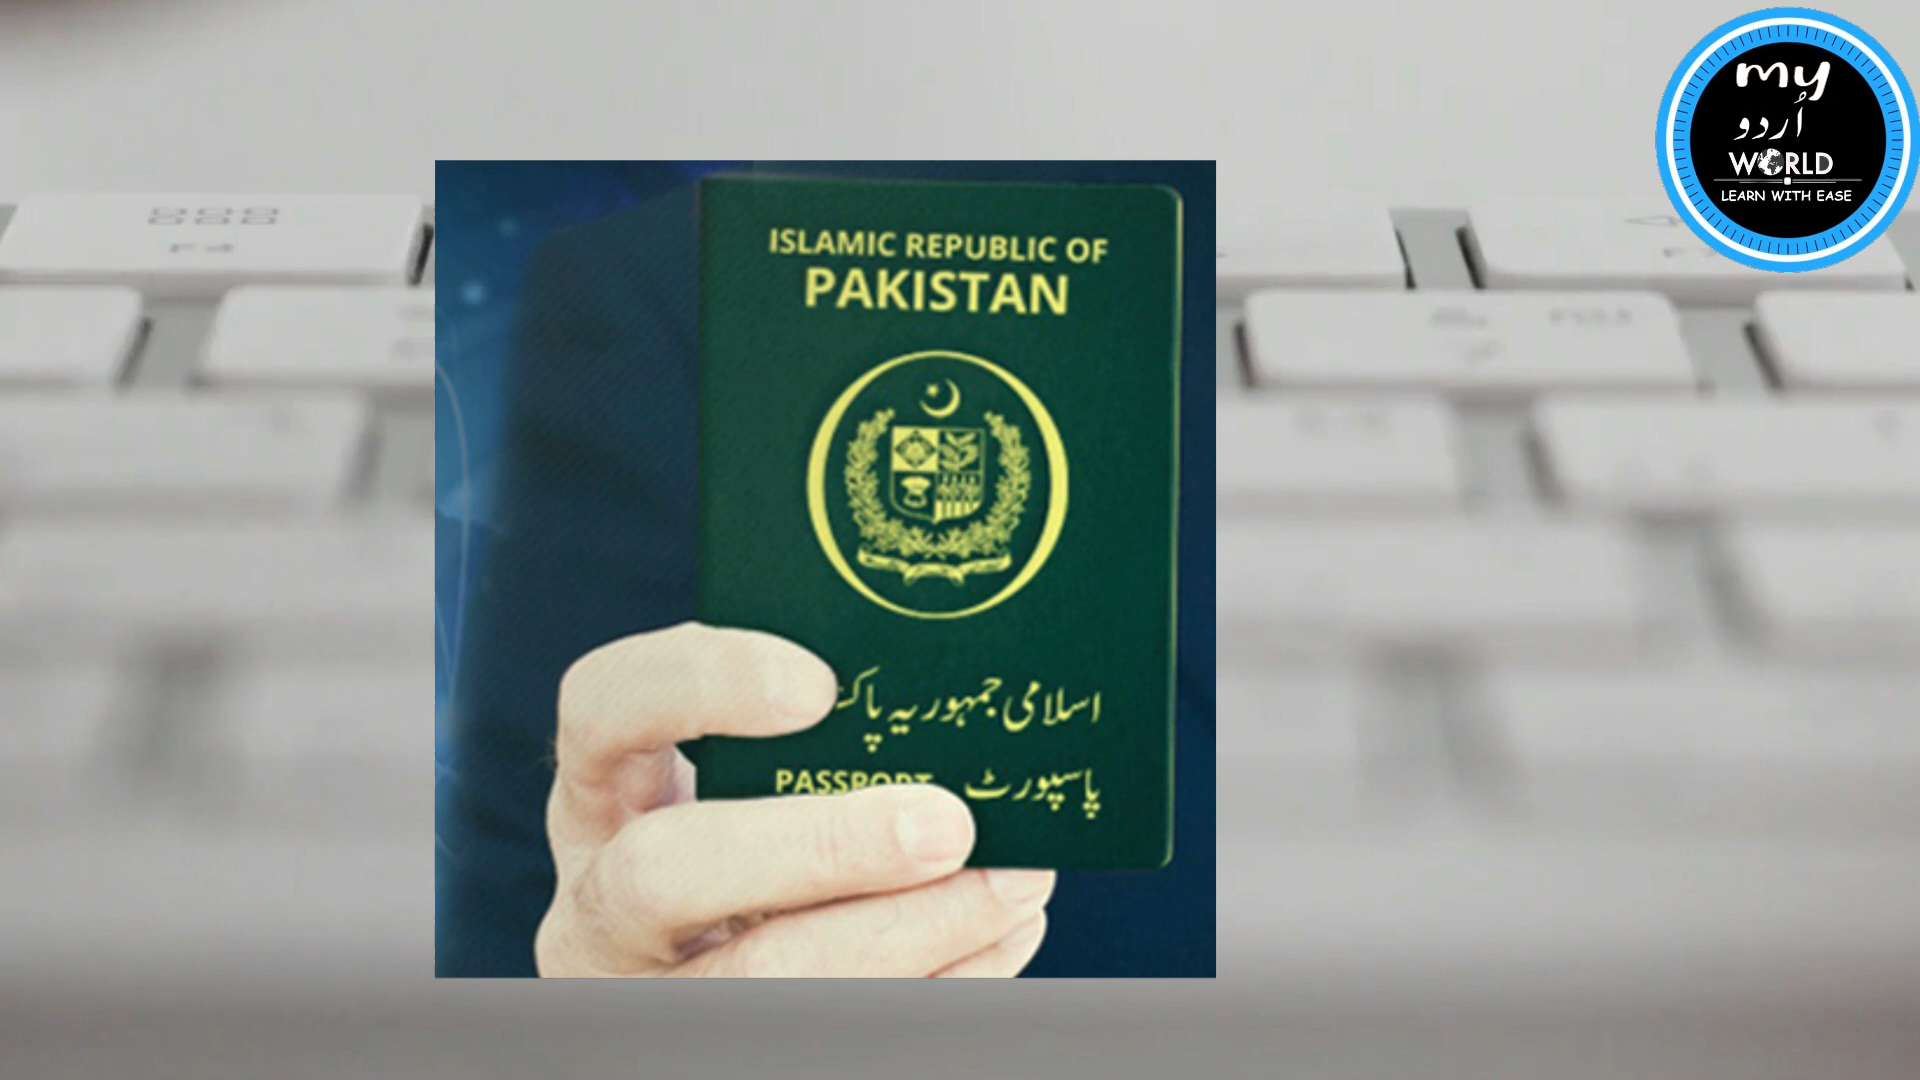 ISLAMIC REPUBLIC OF
PAKISTAN
اسلامی جمہوریہ
پاسپورٹ
my
اُردو
WORLD
LEARN WITH EASE